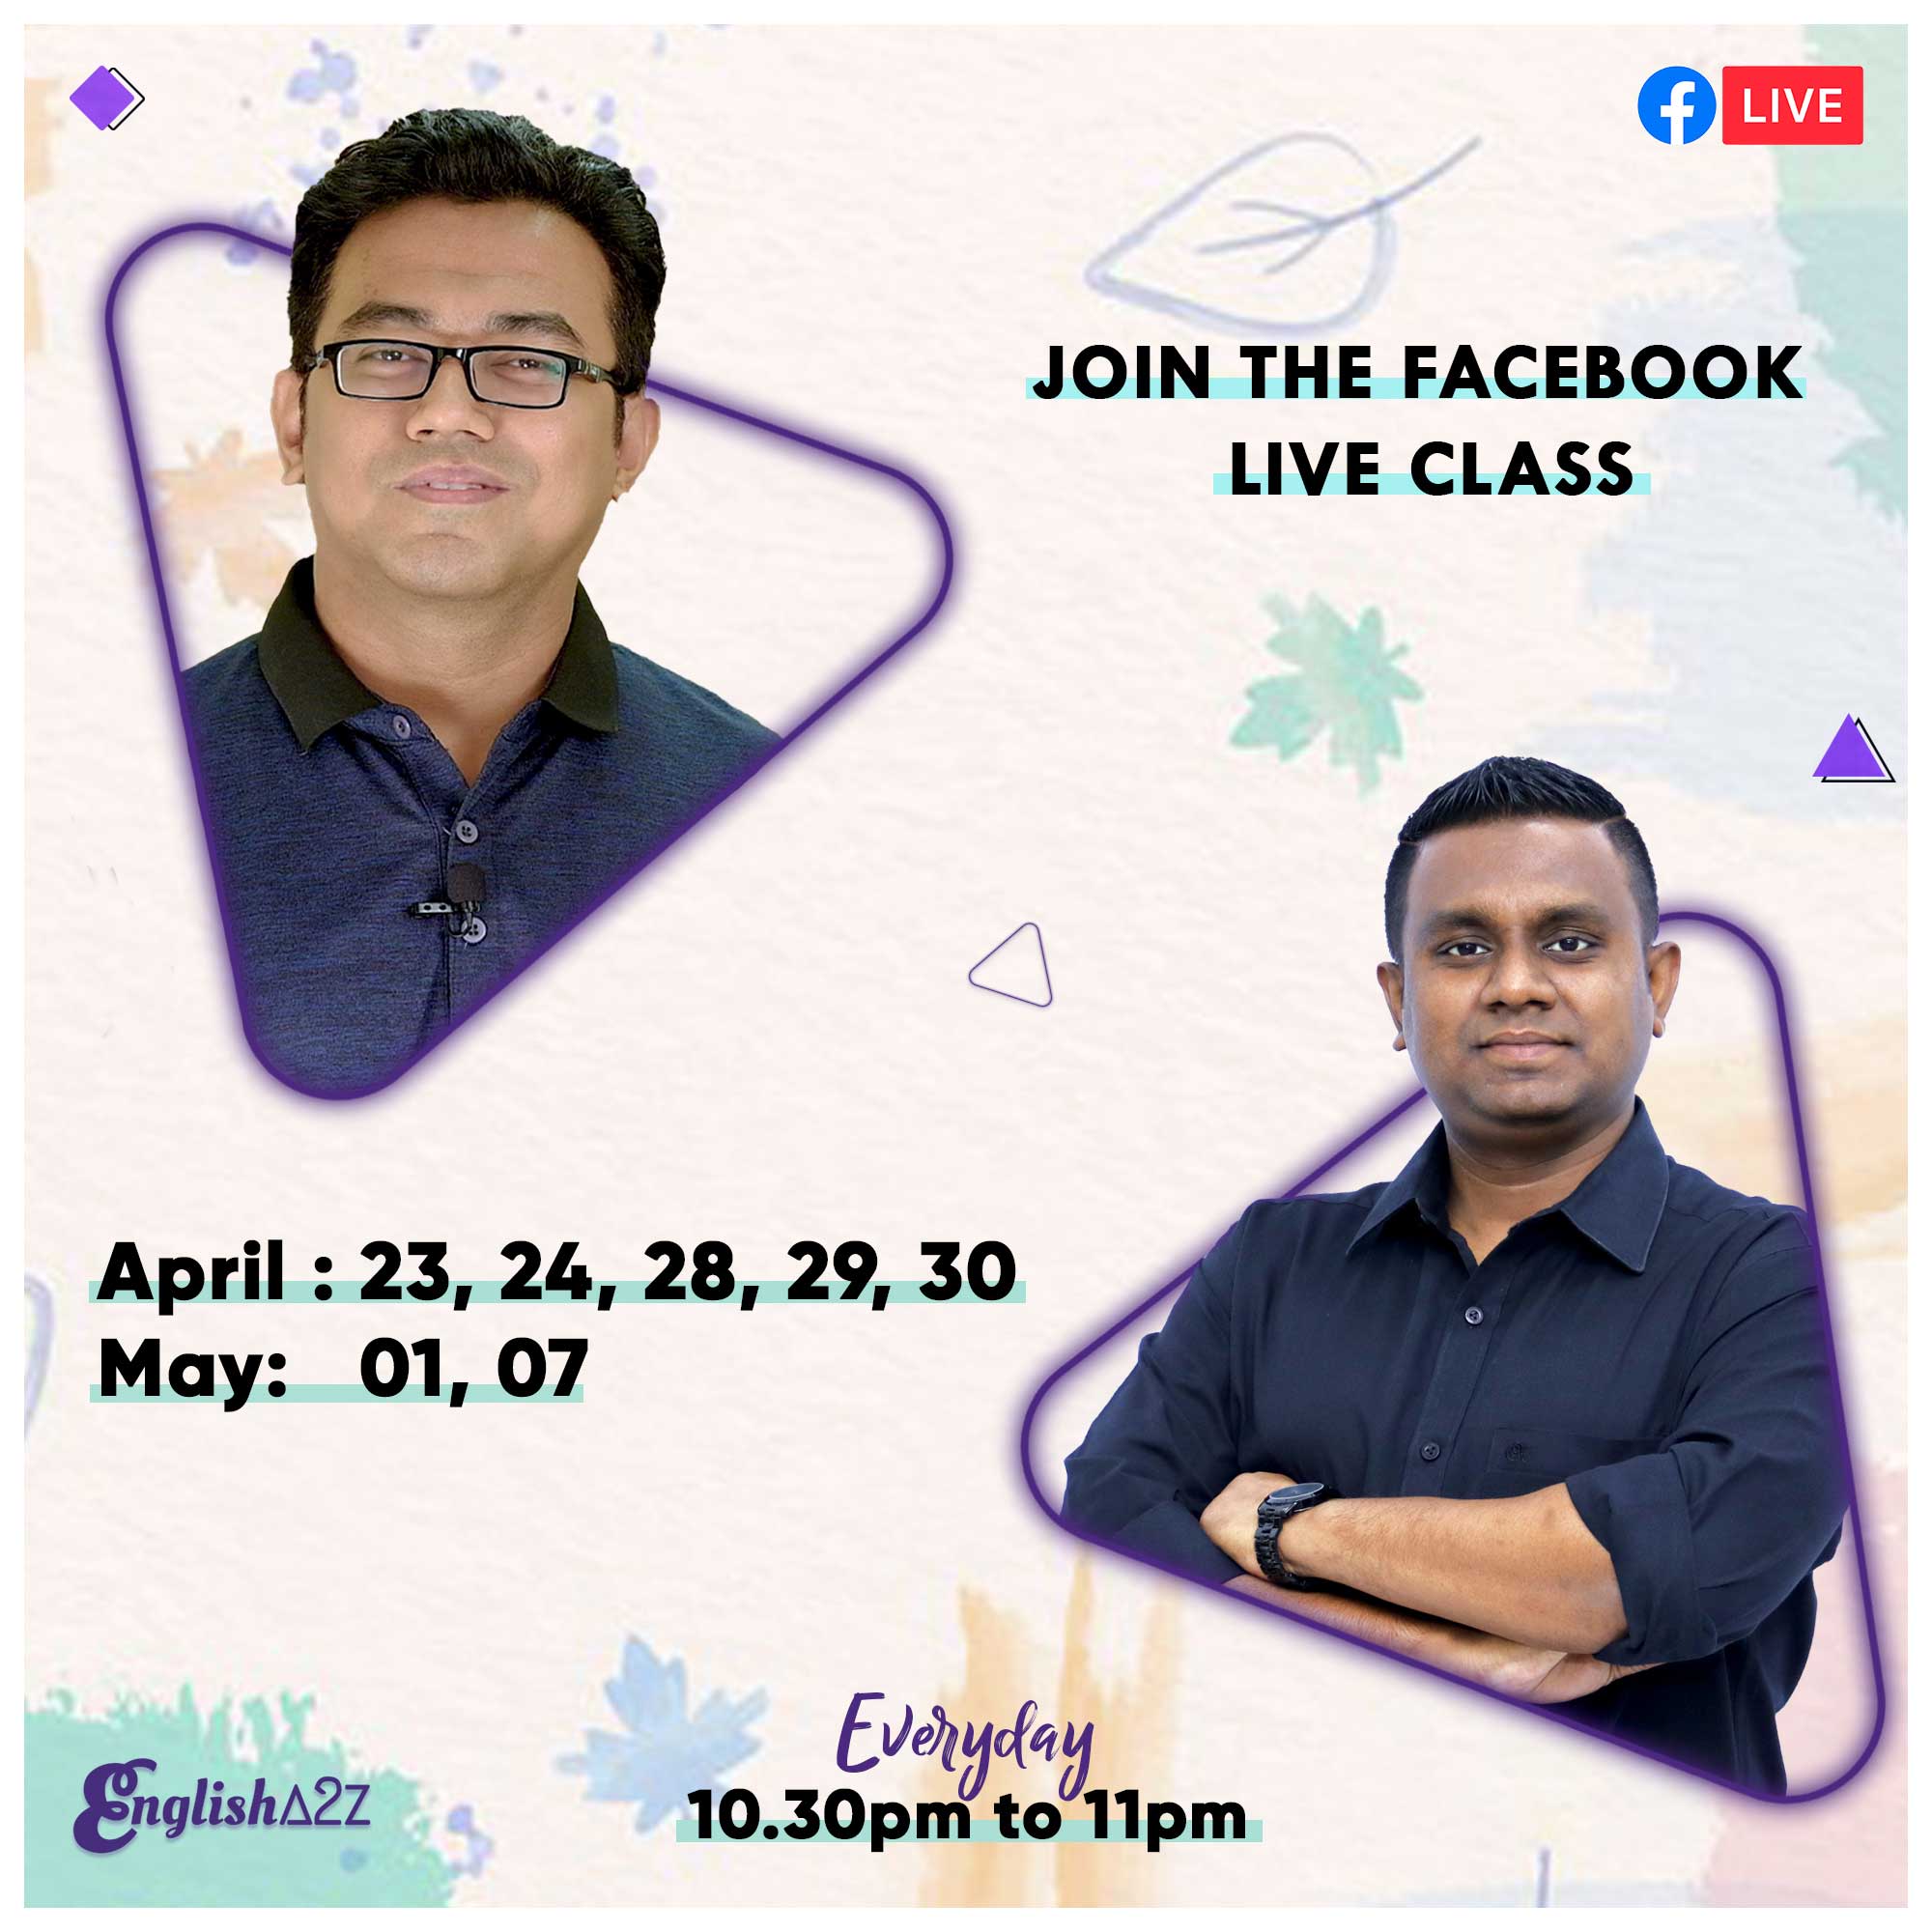 LIVE
JOIN THE FACEBOOK
LIVE CLASS
April : 23, 24, 28, 29, 30
May: 01, 07
Everyday
10.30pm to 11pm
EnglishA2z